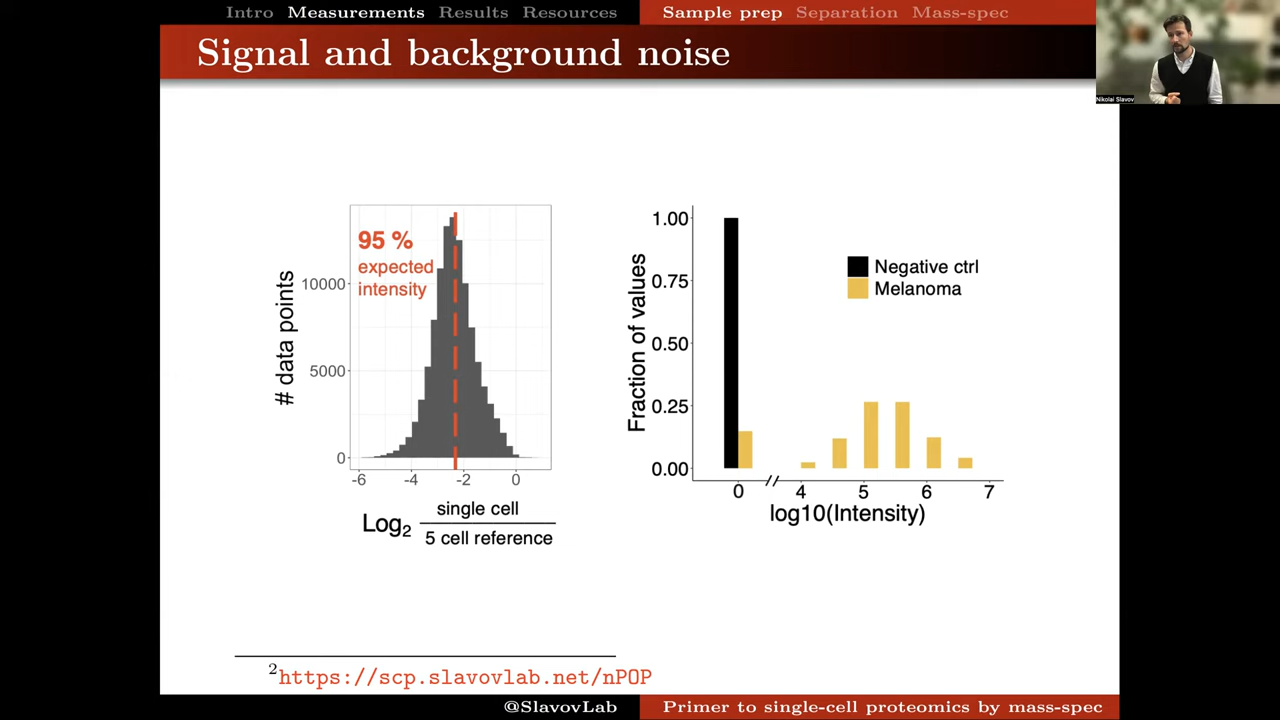 Intro Measurements Results Resources Sample prep Separation Mass-spec
Signal and background noise
Nikolai Slavov
95 %
expected
intensity
# data points
10000
5000
0
-6 -4 -2 0
Log2 single cell
5 cell reference
Fraction of values
1.00
0.75
0.50
0.25
0.00
Negative ctrl
Melanoma
0 // 4 5 6 7
log10(Intensity)
2https://scp.slavovlab.net/nPOP
@SlavovLab Primer to single-cell proteomics by mass-spec